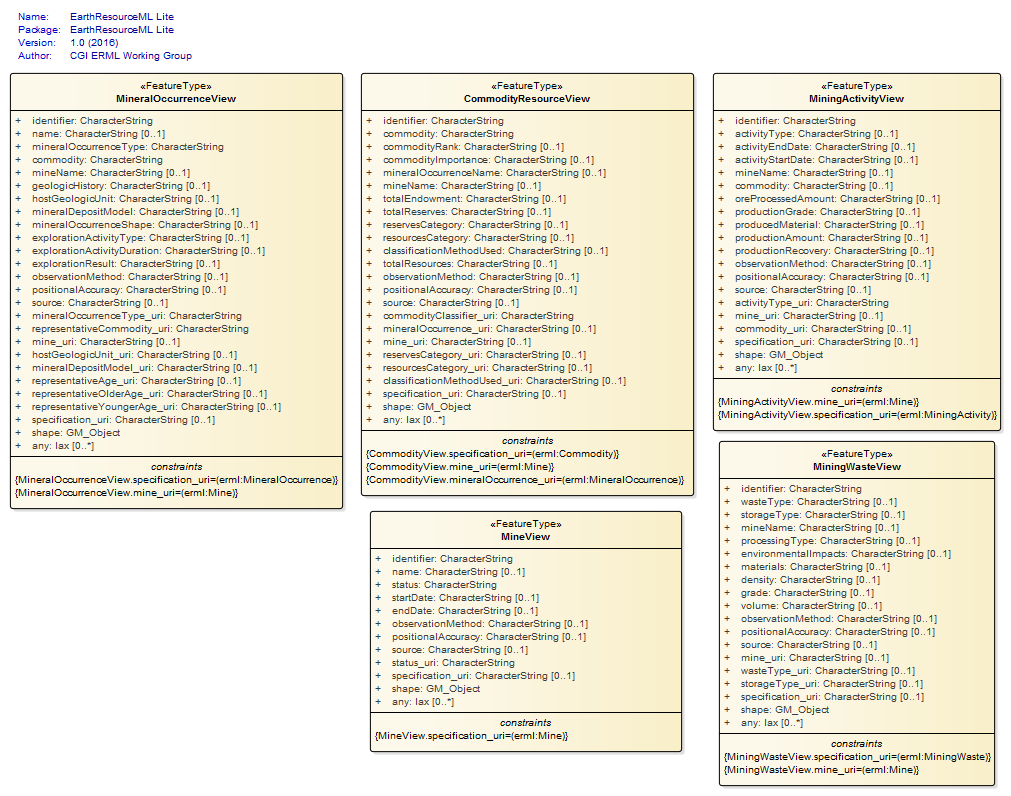 Name: EarthResourceML Lite
Package: EarthResourceML Lite
Version: 1.0 (2016)
Author: CGI ERML Working Group
«FeatureType»
MineralOccurrenceView
+ identifier: CharacterString
+ name: CharacterString [0..1]
+ mineralOccurrenceType: CharacterString
+ commodity: CharacterString
+ mineName: CharacterString [0..1]
+ geologicHistory: CharacterString [0..1]
+ hostGeologicUnit: CharacterString [0..1]
+ mineralDepositModel: CharacterString [0..1]
+ mineralOccurrenceShape: CharacterString [0..1]
+ explorationActivityType: CharacterString [0..1]
+ explorationActivityDuration: CharacterString [0..1]
+ explorationResult: CharacterString [0..1]
+ observationMethod: CharacterString [0..1]
+ positionalAccuracy: CharacterString [0..1]
+ source: CharacterString [0..1]
+ mineralOccurrenceType_uri: CharacterString
+ representativeCommodity_uri: CharacterString
+ mine_uri: CharacterString [0..1]
+ hostGeologicUnit_uri: CharacterString [0..1]
+ mineralDepositModel_uri: CharacterString [0..1]
+ representativeAge_uri: CharacterString [0..1]
+ representativeOlderAge_uri: CharacterString [0..1]
+ representativeYoungerAge_uri: CharacterString [0..1]
+ specification_uri: CharacterString [0..1]
+ shape: GM_Object
+ any: lax [0..*]
constraints
{MineralOccurrenceView.specification_uri=(erml:MineralOccurrence)}
{MineralOccurrenceView.mine_uri=(erml:Mine)}
«FeatureType»
CommodityResourceView
+ identifier: CharacterString
+ commodity: CharacterString
+ commodityRank: CharacterString [0..1]
+ commodityImportance: CharacterString [0..1]
+ mineralOccurrenceName: CharacterString [0..1]
+ mineName: CharacterString [0..1]
+ totalEndowment: CharacterString [0..1]
+ totalReserves: CharacterString [0..1]
+ reservesCategory: CharacterString [0..1]
+ resourcesCategory: CharacterString [0..1]
+ classificationMethodUsed: CharacterString [0..1]
+ totalResources: CharacterString [0..1]
+ observationMethod: CharacterString [0..1]
+ positionalAccuracy: CharacterString [0..1]
+ source: CharacterString [0..1]
+ commodityClassifier_uri: CharacterString
+ mineralOccurrence_uri: CharacterString [0..1]
+ mine_uri: CharacterString [0..1]
+ reservesCategory_uri: CharacterString [0..1]
+ resourcesCategory_uri: CharacterString [0..1]
+ classificationMethodUsed_uri: CharacterString [0..1]
+ specification_uri: CharacterString [0..1]
+ shape: GM_Object
+ any: lax [0..*]
constraints
{CommodityView.specification_uri=(erml:Commodity)}
{CommodityView.mine_uri=(erml:Mine)}
{CommodityView.mineralOccurrence_uri=(erml:MineralOccurrence)}
«FeatureType»
MineView
+ identifier: CharacterString
+ name: CharacterString [0..1]
+ status: CharacterString
+ startDate: CharacterString [0..1]
+ endDate: CharacterString [0..1]
+ observationMethod: CharacterString [0..1]
+ positionalAccuracy: CharacterString [0..1]
+ source: CharacterString [0..1]
+ status_uri: CharacterString
+ specification_uri: CharacterString [0..1]
+ shape: GM_Object
+ any: lax [0..*]
constraints
{MineView.specification_uri=(erml:Mine)}
«FeatureType»
MiningActivityView
+ identifier: CharacterString
+ activityType: CharacterString [0..1]
+ activityEndDate: CharacterString [0..1]
+ activityStartDate: CharacterString [0..1]
+ mineName: CharacterString [0..1]
+ commodity: CharacterString [0..1]
+ oreProcessedAmount: CharacterString [0..1]
+ productionGrade: CharacterString [0..1]
+ producedMaterial: CharacterString [0..1]
+ productionAmount: CharacterString [0..1]
+ productionRecovery: CharacterString [0..1]
+ observationMethod: CharacterString [0..1]
+ positionalAccuracy: CharacterString [0..1]
+ source: CharacterString [0..1]
+ activityType_uri: CharacterString
+ mine_uri: CharacterString [0..1]
+ commodity_uri: CharacterString [0..1]
+ specification_uri: CharacterString [0..1]
+ shape: GM_Object
+ any: lax [0..*]
constraints
{MiningActivityView.mine_uri=(erml:Mine)}
{MiningActivityView.specification_uri=(erml:MiningActivity)}
«FeatureType»
MiningWasteView
+ identifier: CharacterString
+ wasteType: CharacterString [0..1]
+ storageType: CharacterString [0..1]
+ mineName: CharacterString [0..1]
+ processingType: CharacterString [0..1]
+ environmentalImpacts: CharacterString [0..1]
+ materials: CharacterString [0..1]
+ density: CharacterString [0..1]
+ grade: CharacterString [0..1]
+ volume: CharacterString [0..1]
+ observationMethod: CharacterString [0..1]
+ positionalAccuracy: CharacterString [0..1]
+ source: CharacterString [0..1]
+ mine_uri: CharacterString [0..1]
+ wasteType_uri: CharacterString [0..1]
+ storageType_uri: CharacterString [0..1]
+ specification_uri: CharacterString [0..1]
+ shape: GM_Object
+ any: lax [0..*]
constraints
{MiningWasteView.specification_uri=(erml:MiningWaste)}
{MiningWasteView.mine_uri=(erml:Mine)}